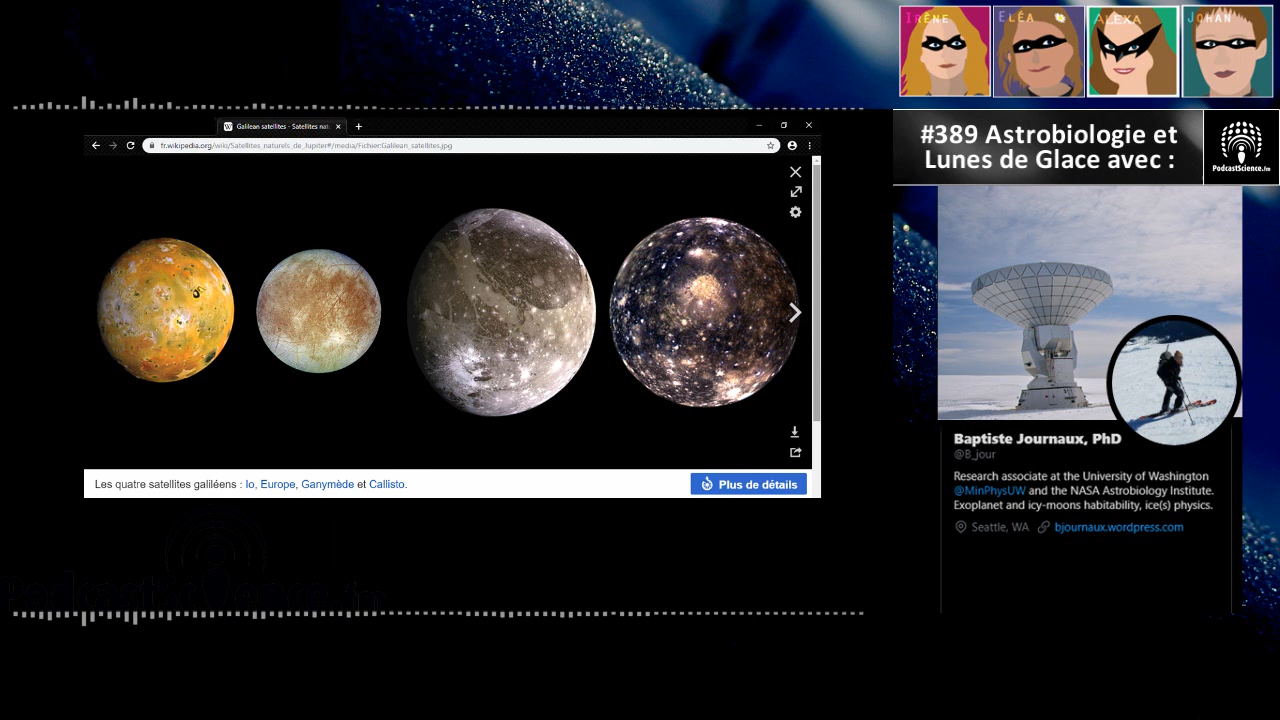 IRÈNE
ELÉA
ALEXA
JOHAN
Galilean satellites - Satellites nat
fr.wikipedia.org/wiki/Satellites_naturels_de_Jupiter#/media/Fichier:Galilean_satellites.jpg
#389 Astrobiologie et
Lunes de Glace avec :
PodcastScience.fm
Les quatre satellites galiléens : Io, Europe, Ganymède et Callisto.
Plus de détails
Baptiste Journaux, PhD
@B_jour
Research associate at the University of Washington
@MinPhysUW and the NASA Astrobiology Institute.
Exoplanet and icy-moons habitability, ice(s) physics.
Seattle, WA bjournaux.wordpress.com
PodcastScience.fm